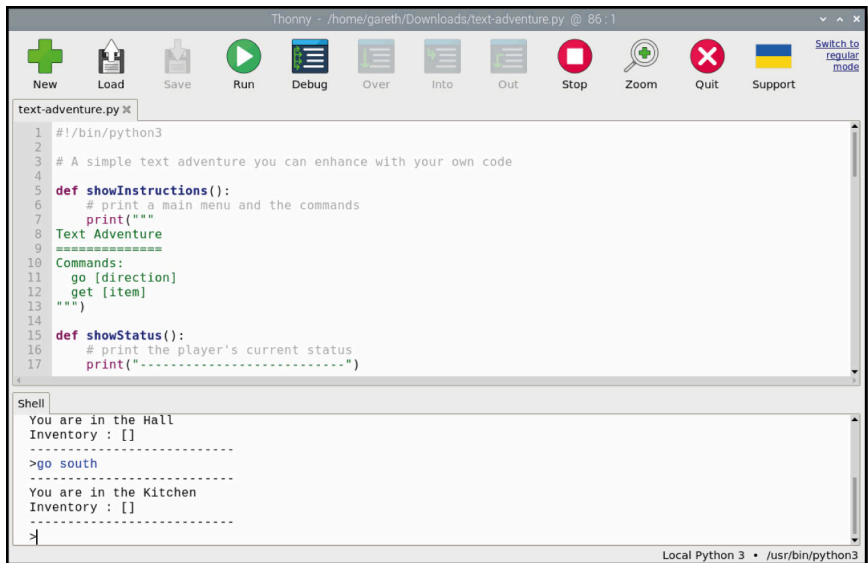 Thonny - /home/gareth/Downloads/text-adventure.py @ 86:1
New Load Save Run Debug Over Into Out Stop Zoom Quit Support
Switch to
regular
mode
text-adventure.py
1 #!/bin/python3
2
3 # A simple text adventure you can enhance with your own code
4
5 def showInstructions():
6     # print a main menu and the commands
7     print("""
8 Text Adventure
9 ==============
10 Commands:
11   go [direction]
12   get [item]
13 """)
14
15 def showStatus():
16     # print the player's current status
17     print("---------------------------")
Shell
You are in the Hall
Inventory : []
---------------------------
>go south
---------------------------
You are in the Kitchen
Inventory : []
---------------------------
>
Local Python 3 • /usr/bin/python3